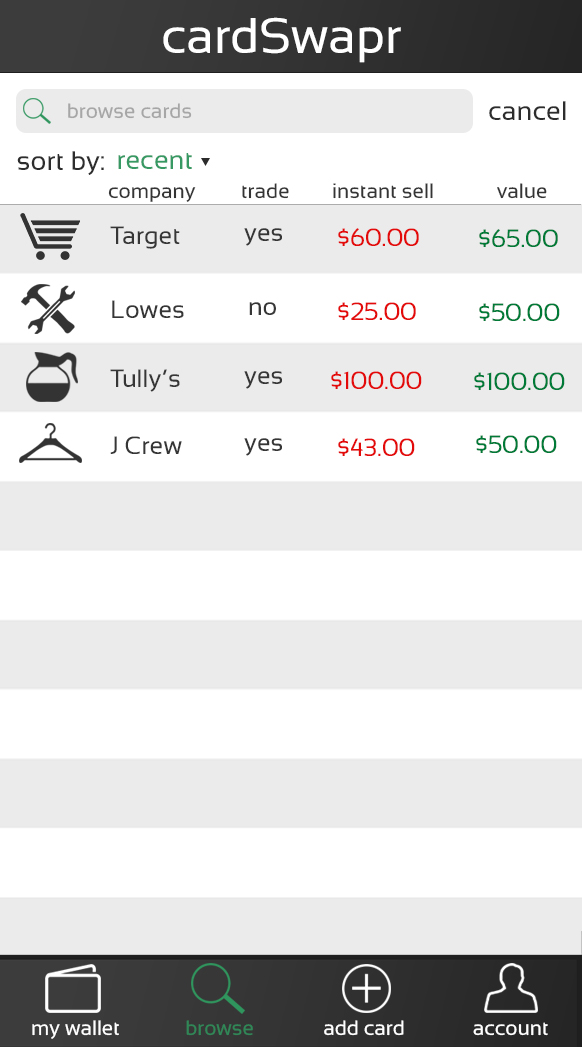 cardSwapr
browse cards cancel
sort by: recent ▾
company trade instant sell value
Target yes $60.00 $65.00
Lowes no $25.00 $50.00
Tully's yes $100.00 $100.00
J Crew yes $43.00 $50.00
my wallet browse add card account